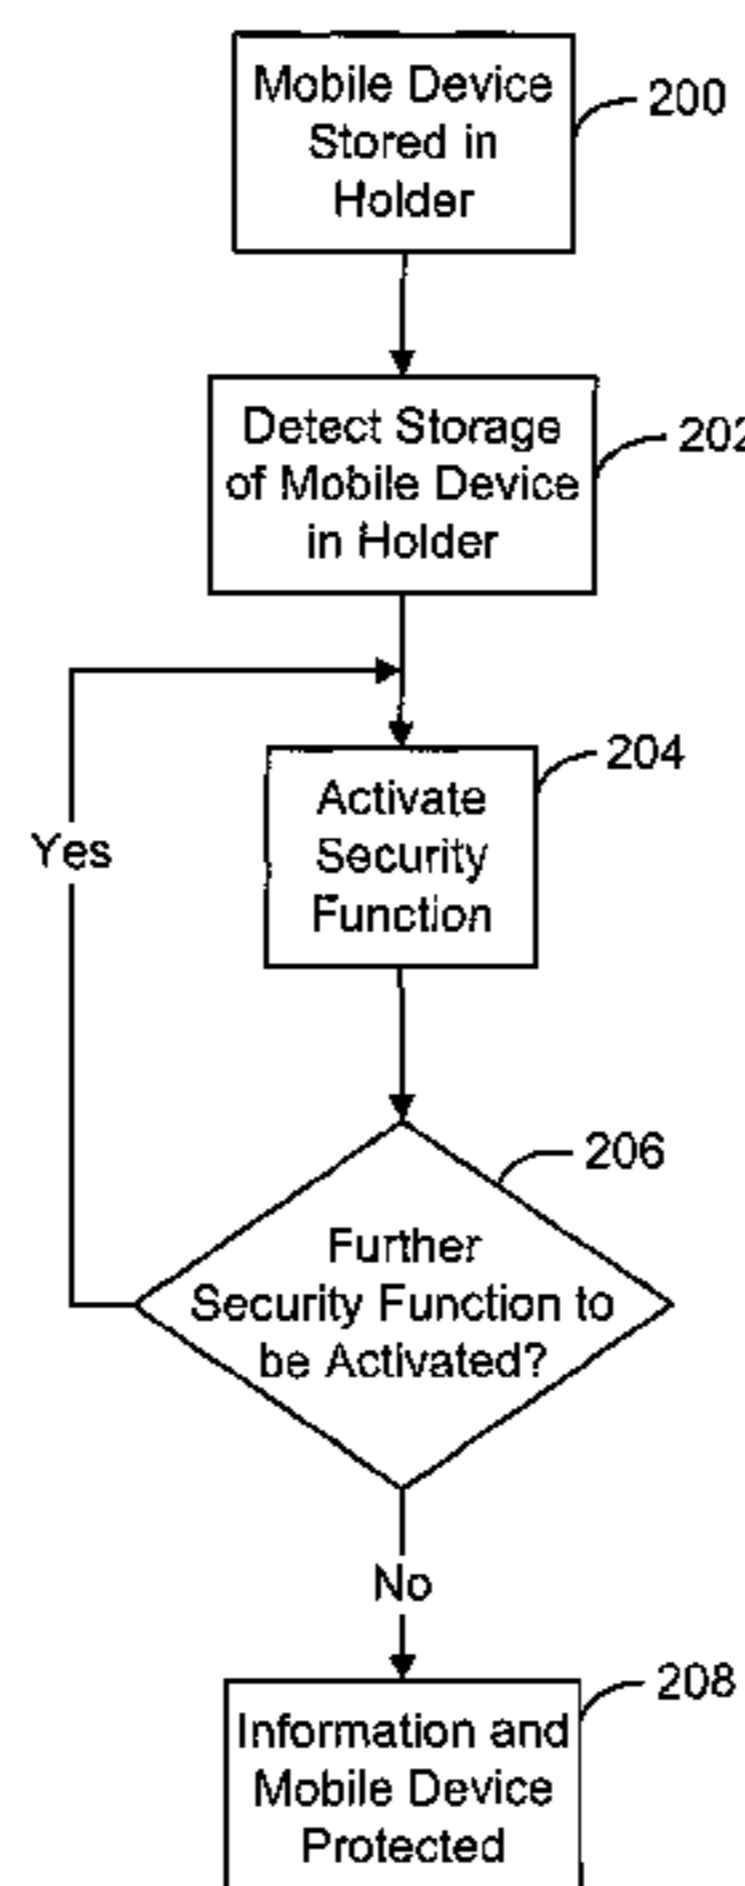 Mobile Device
Stored in
Holder
200
Detect Storage
of Mobile Device
in Holder
202
Activate
Security
Function
204
Yes
Further
Security Function to
be Activated?
206
No
Information and
Mobile Device
Protected
208